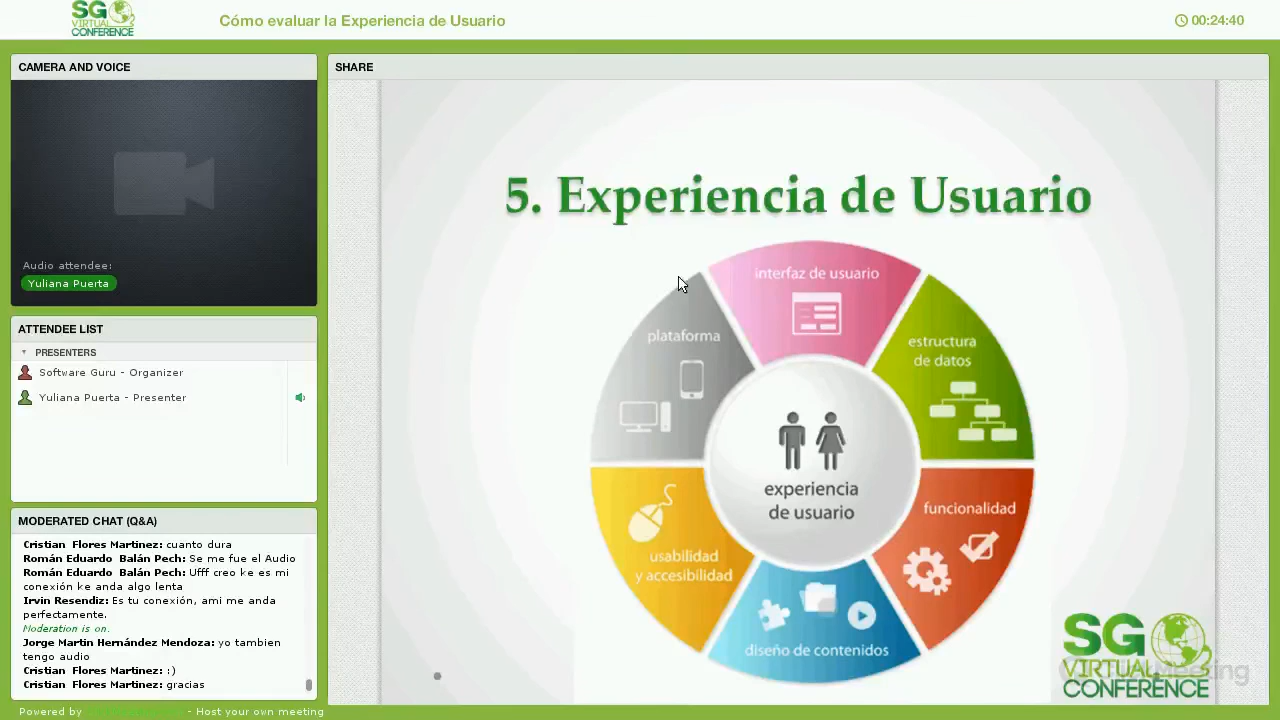 SG
VIRTUAL
CONFERENCE
Cómo evaluar la Experiencia de Usuario
00:24:40
CAMERA AND VOICE
Audio attendee:
Yuliana Puerta
ATTENDEE LIST
PRESENTERS
Software Guru - Organizer
Yuliana Puerta - Presenter
MODERATED CHAT (Q&A)
Cristian Flores Martinez: cuanto dura
Román Eduardo Balán Pech: Se me fue el Audio
Román Eduardo Balán Pech: Ufff creo ke es mi
conexión ke anda algo lenta
Irvin Resendiz: Es tu conexión, ami me anda
perfectamente.
Moderation is on.
Jorge Martin Hernández Mendoza: yo tambien
tengo audio
Cristian Flores Martinez: :)
Cristian Flores Martinez: gracias
Powered by
- Host your own meeting
SHARE
5. Experiencia de Usuario
interfaz de usuario
plataforma
estructura
de datos
experiencia
de usuario
funcionalidad
usabilidad
y accesibilidad
diseño de contenidos
SG
VIRTUAL
CONFERENCE
Meeting